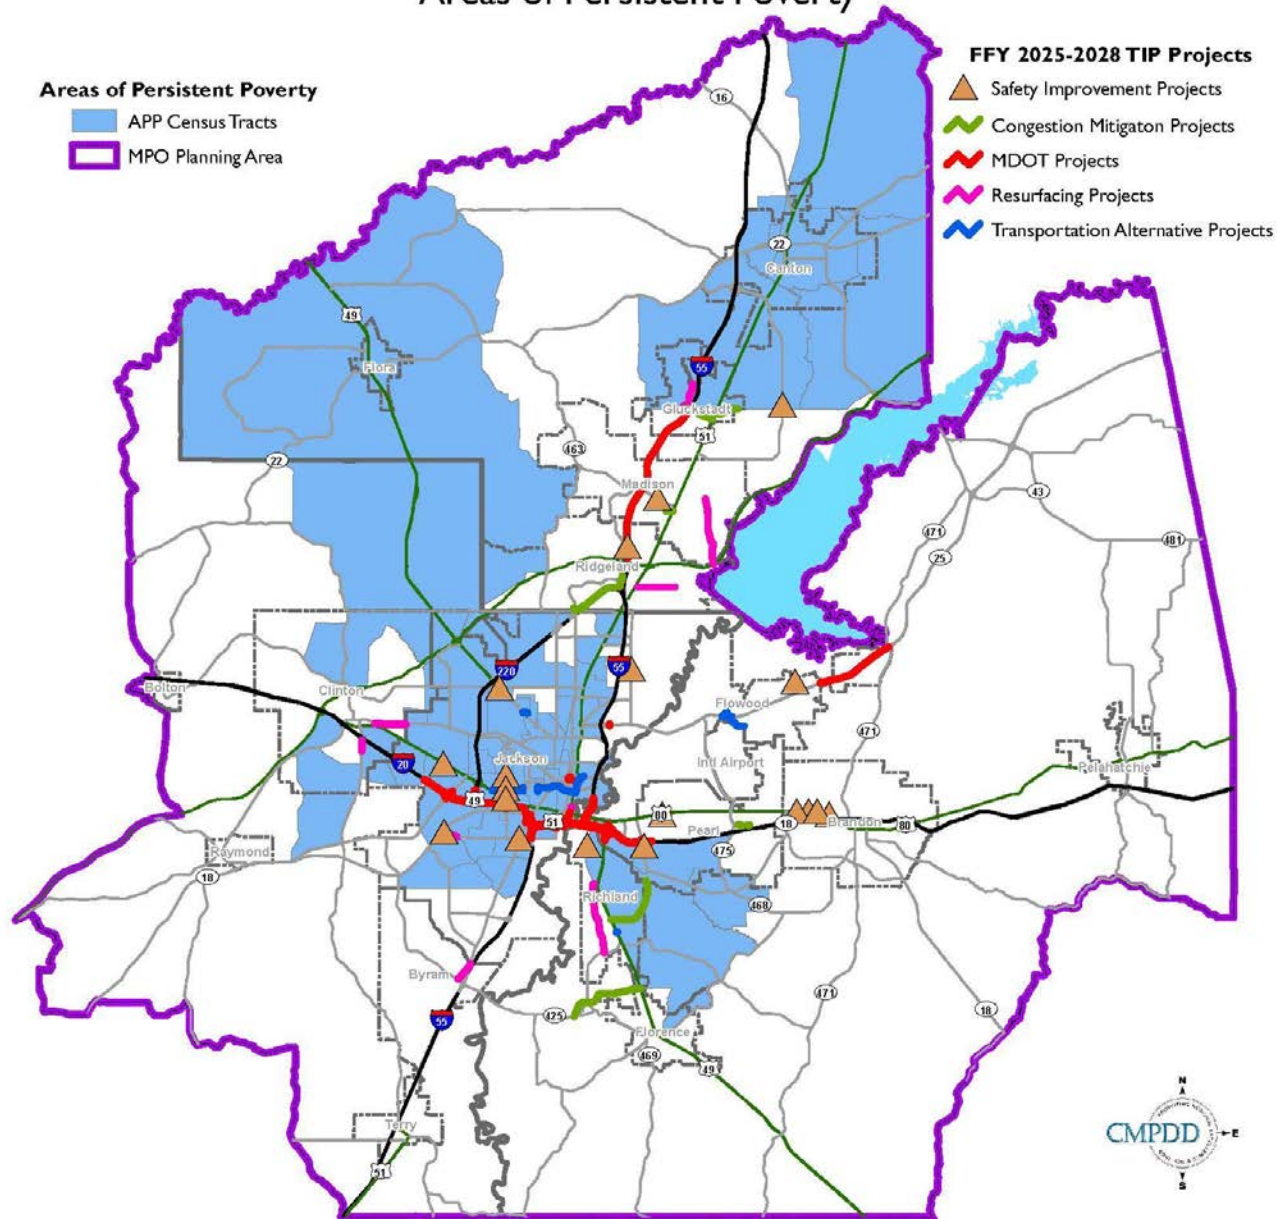 Areas of Persistent Poverty
Areas of Persistent Poverty
APP Census Tracts
MPO Planning Area
FFY 2025-2028 TIP Projects
Safety Improvement Projects
Congestion Mitigaton Projects
MDOT Projects
Resurfacing Projects
Transportation Alternative Projects
16
22
Canton
49
Flora
55
Gluckstadt
51
463
22
Madison
43
471
25
481
Ridgeland
220
55
Bolton
Clinton
Flowood
471
20
Jackson
Intl Airport
Pelahatchie
49
51
80
18
Brandon
80
Pearl
475
Raymond
18
Richland
468
Byram
471
18
425
55
Florence
469
49
Terry
51
N
CMPDD
E
S